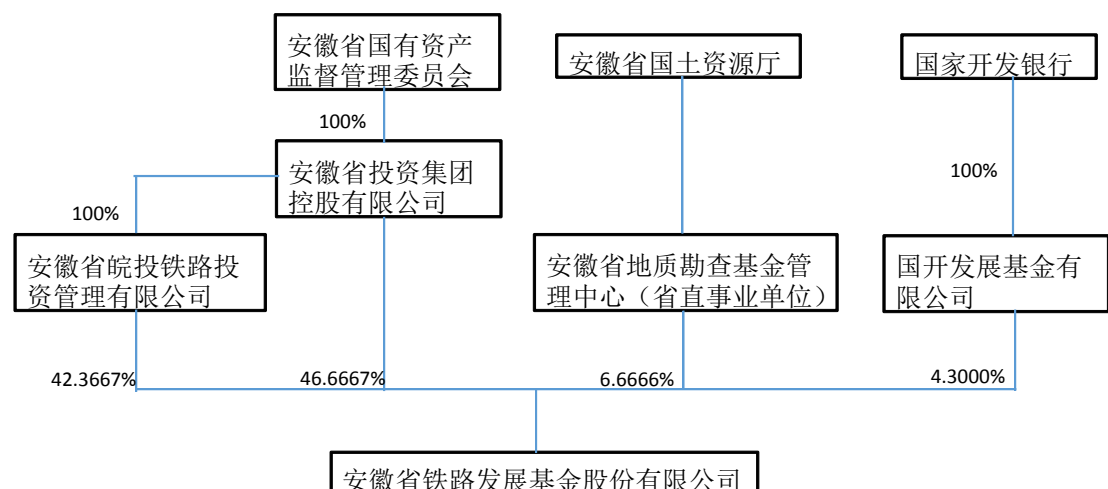 安徽省国有资产
监督管理委员会
安徽省国土资源厅
国家开发银行
100%
安徽省投资集团
控股有限公司
100%
100%
安徽省皖投铁路投
资管理有限公司
安徽省地质勘查基金管
理中心（省直事业单位）
国开发展基金有
限公司
42.3667%
46.6667%
6.6666%
4.3000%
安徽省铁路发展基金股份有限公司